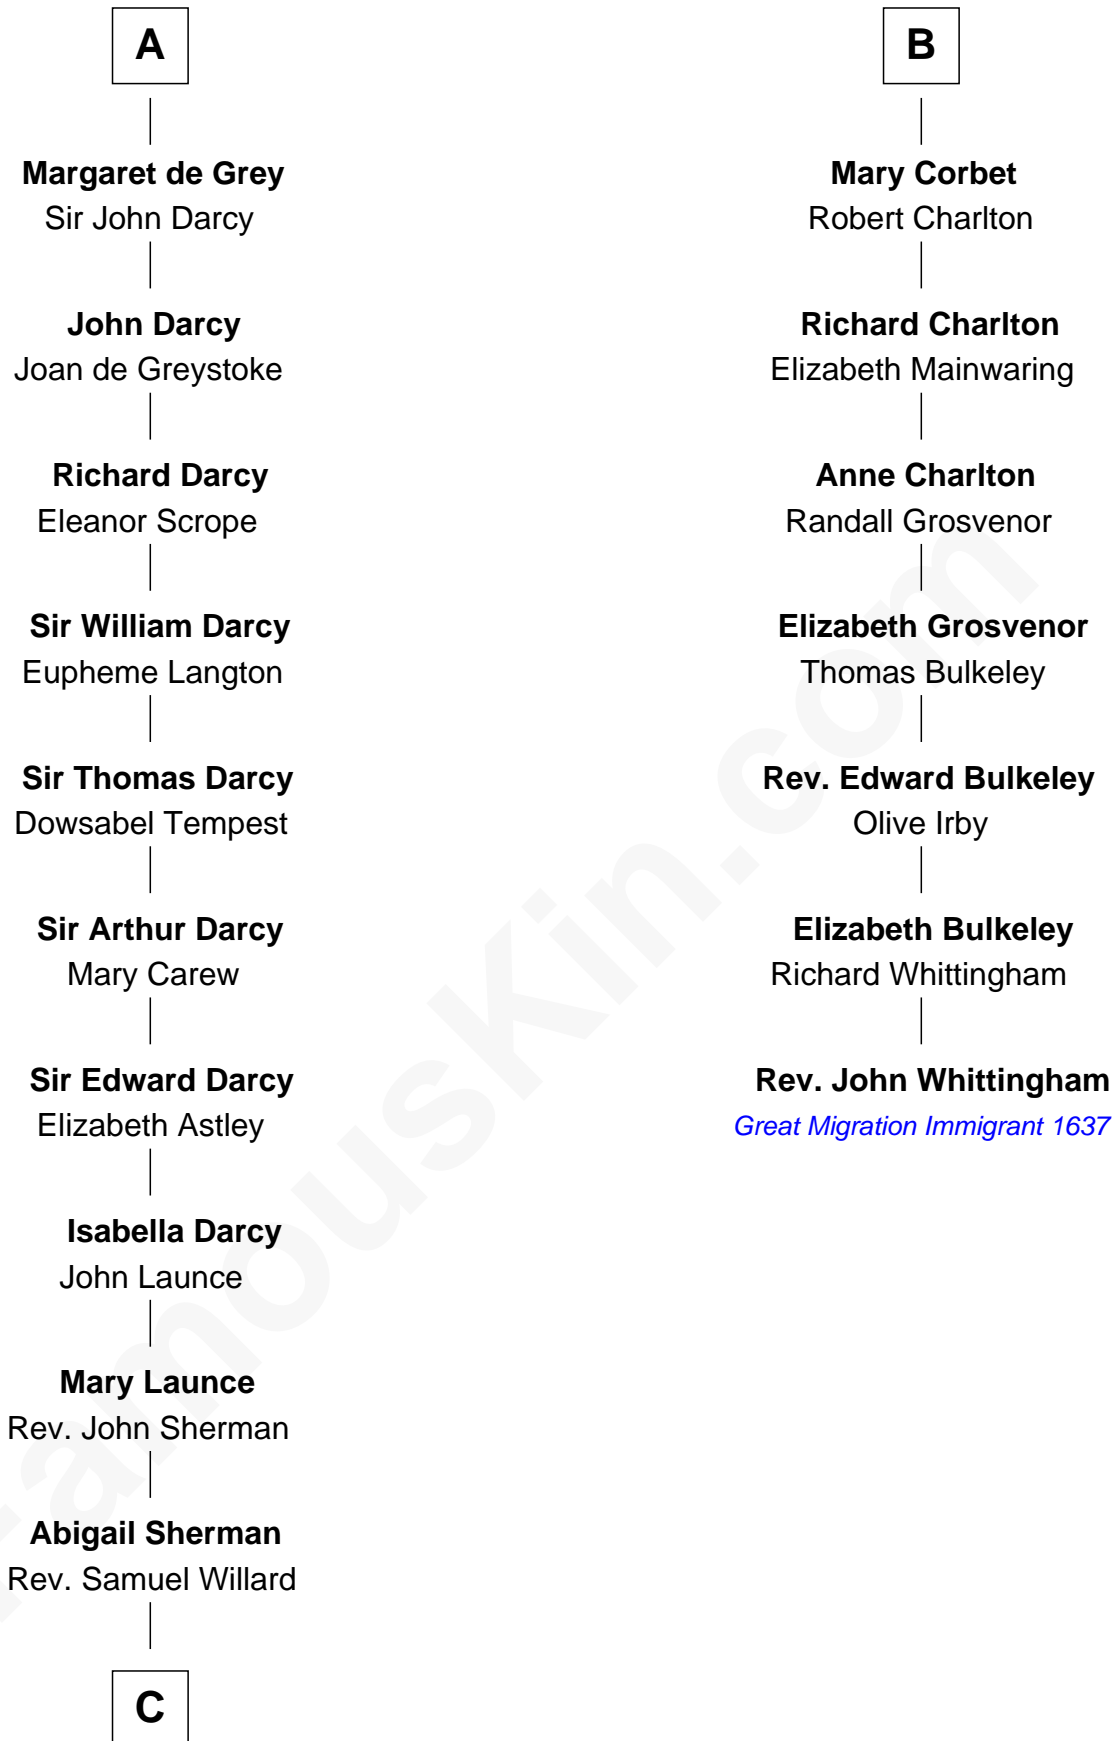 A
Margaret de Grey
Sir John Darcy
John Darcy
Joan de Greystoke
Richard Darcy
Eleanor Scrope
Sir William Darcy
Eupheme Langton
Sir Thomas Darcy
Dowsabel Tempest
Sir Arthur Darcy
Mary Carew
Sir Edward Darcy
Elizabeth Astley
Isabella Darcy
John Launce
Mary Launce
Rev. John Sherman
Abigail Sherman
Rev. Samuel Willard
C
B
Mary Corbet
Robert Charlton
Richard Charlton
Elizabeth Mainwaring
Anne Charlton
Randall Grosvenor
Elizabeth Grosvenor
Thomas Bulkeley
Rev. Edward Bulkeley
Olive Irby
Elizabeth Bulkeley
Richard Whittingham
Rev. John Whittingham
Great Migration Immigrant 1637
FamousKin.com